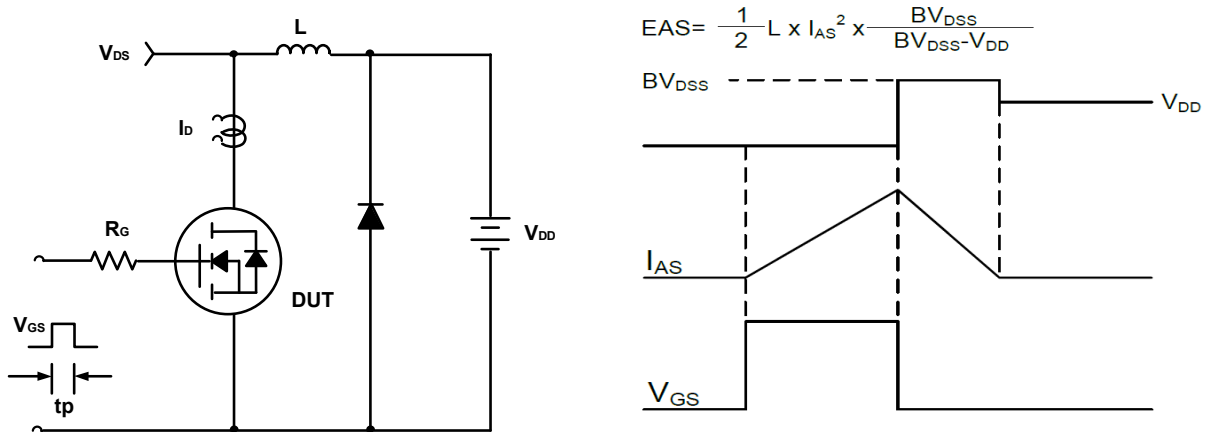 L
VDS
ID
RG
VDD
DUT
VGS
tp
EAS= 1/2 L x IAS² x BVDSS/BVDSS-VDD
BVDSS
VDD
IAS
VGS